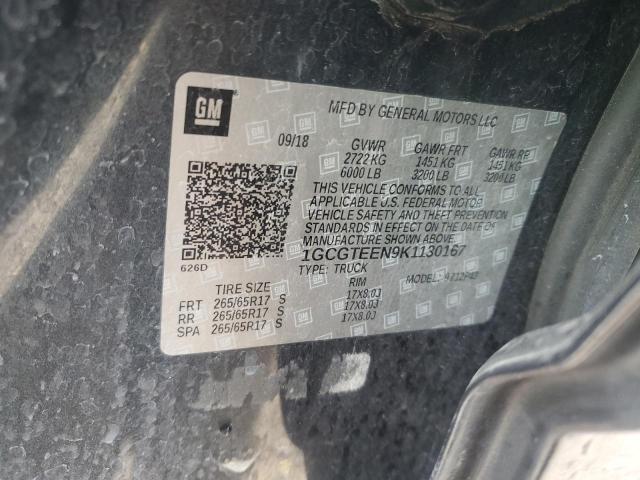 GM
MFD BY GENERAL MOTORS LLC
09/18 GVWR GAWR FRT GAWR RR
2722 KG 1451 KG 1451 KG
6000 LB 3200 LB 3200 LB
THIS VEHICLE CONFORMS TO ALL
APPLICABLE U.S. FEDERAL MOTOR
VEHICLE SAFETY AND THEFT PREVENTION
STANDARDS IN EFFECT ON THE DATE OF
MANUFACTURE SHOWN ABOVE.
1GCGTEEN9K1130167
626D
TYPE: TRUCK MODEL:
TIRE SIZE RIM
FRT 265/65R17 S 17X8.0J
RR 265/65R17 S 17X8.0J
SPA 265/65R17 S 17X8.0J